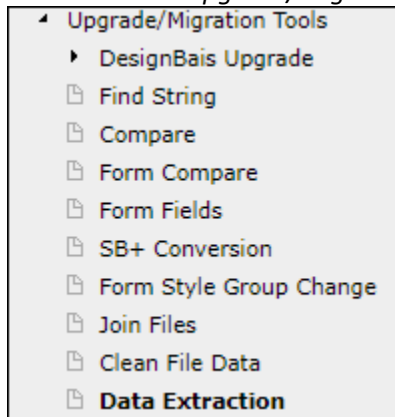 Upgrade/Migration Tools
DesignBais Upgrade
Find String
Compare
Form Compare
Form Fields
SB+ Conversion
Form Style Group Change
Join Files
Clean File Data
Data Extraction